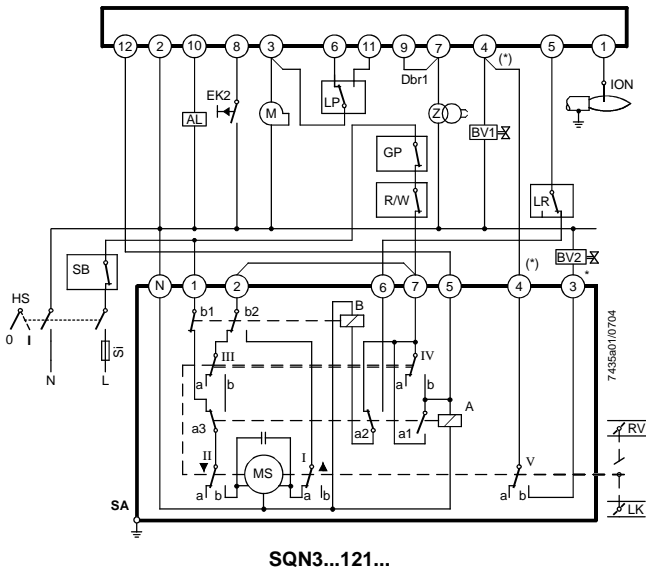 12 2 10 8 3 6 11 9 7 4 (*) 5 1
Dbr1
EK2
LP
ION
AL
M
Z
BV1
GP
R/W
LR
SB
BV2
HS
N 1 2 6 7 5 4 (*) 3 *
0 I
Si
b1 b2 B
N L
III IV
a b a b
A
a3 a2 a1
RV
II I V
MS
a b a b a b
SA
LK
7435a01/0704
SQN3...121...